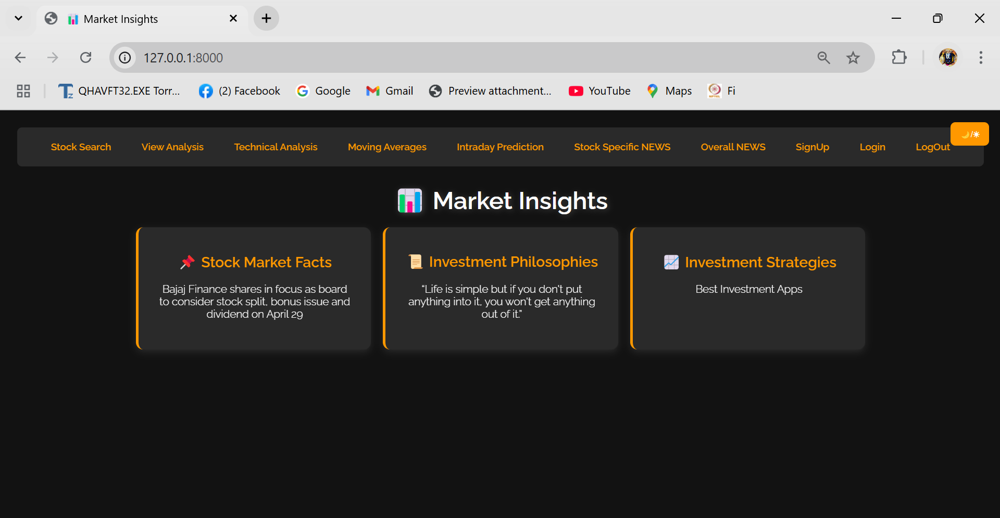 📊 Market Insights
127.0.0.1:8000
QHAVFT32.EXE Torr... (2) Facebook Google Gmail Preview attachment... YouTube Maps Fi
Stock Search View Analysis Technical Analysis Moving Averages Intraday Prediction Stock Specific NEWS Overall NEWS SignUp Login LogOut 🌙/☀
📊 Market Insights
📌 Stock Market Facts
Bajaj Finance shares in focus as board
to consider stock split, bonus issue and
dividend on April 29
📜 Investment Philosophies
“Life is simple but if you don't put
anything into it, you won't get anything
out of it.”
📈 Investment Strategies
Best Investment Apps